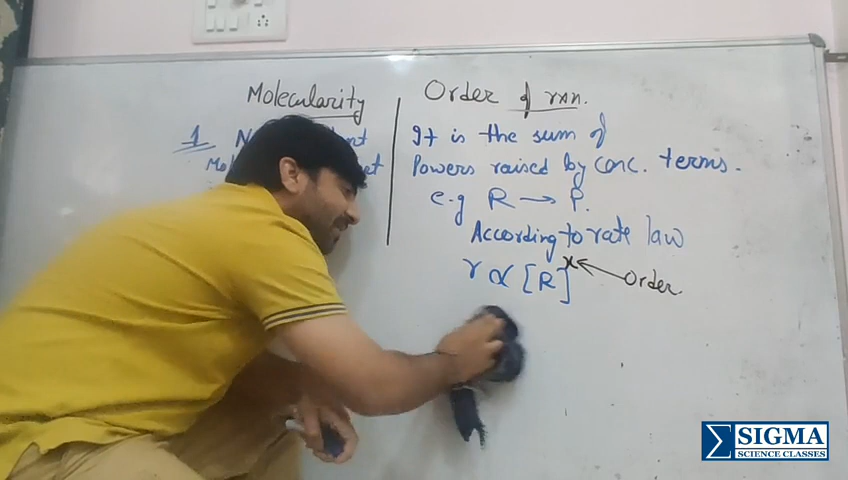 Molecularity
1 N
Order of rxn.
It is the sum of
Powers raised by Conc. terms.
e.g R → P.
According to rate law
r ∝ [R]^x ← Order
Σ SIGMA
SCIENCE CLASSES